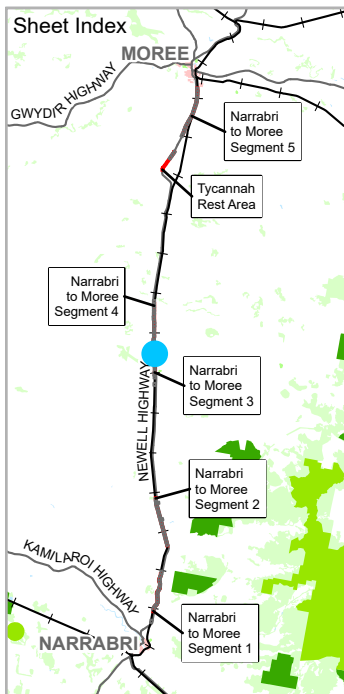 Sheet Index
MOREE
GWYDIR HIGHWAY
Narrabri
to Moree
Segment 5
Tycannah
Rest Area
Narrabri
to Moree
Segment 4
Narrabri
to Moree
Segment 3
NEWELL HIGHWAY
Narrabri
to Moree
Segment 2
KAMILAROI HIGHWAY
Narrabri
to Moree
Segment 1
NARRABRI